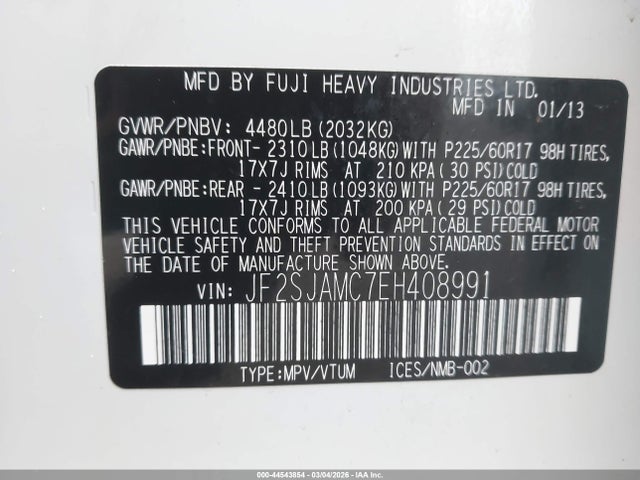 MFD BY FUJI HEAVY INDUSTRIES LTD.
MFD IN 01/13
GVWR/PNBV: 4480LB(2032KG)
GAWR/PNBE:FRONT- 2310LB(1048KG)WITH P225/60R17 98H TIRES,
17X7J RIMS AT 210 KPA(30 PSI)COLD
GAWR/PNBE:REAR - 2410LB(1093KG)WITH P225/60R17 98H TIRES,
17X7J RIMS AT 200 KPA(29 PSI)COLD
THIS VEHICLE CONFORMS TO ALL APPLICABLE FEDERAL MOTOR
VEHICLE SAFETY AND THEFT PREVENTION STANDARDS IN EFFECT ON
THE DATE OF MANUFACTURE SHOWN ABOVE.
VIN: JF2SJAMC7EH408991
TYPE:MPV/VTUM ICES/NMB-002
000-44543854 - 03/04/2026 - IAA Inc.